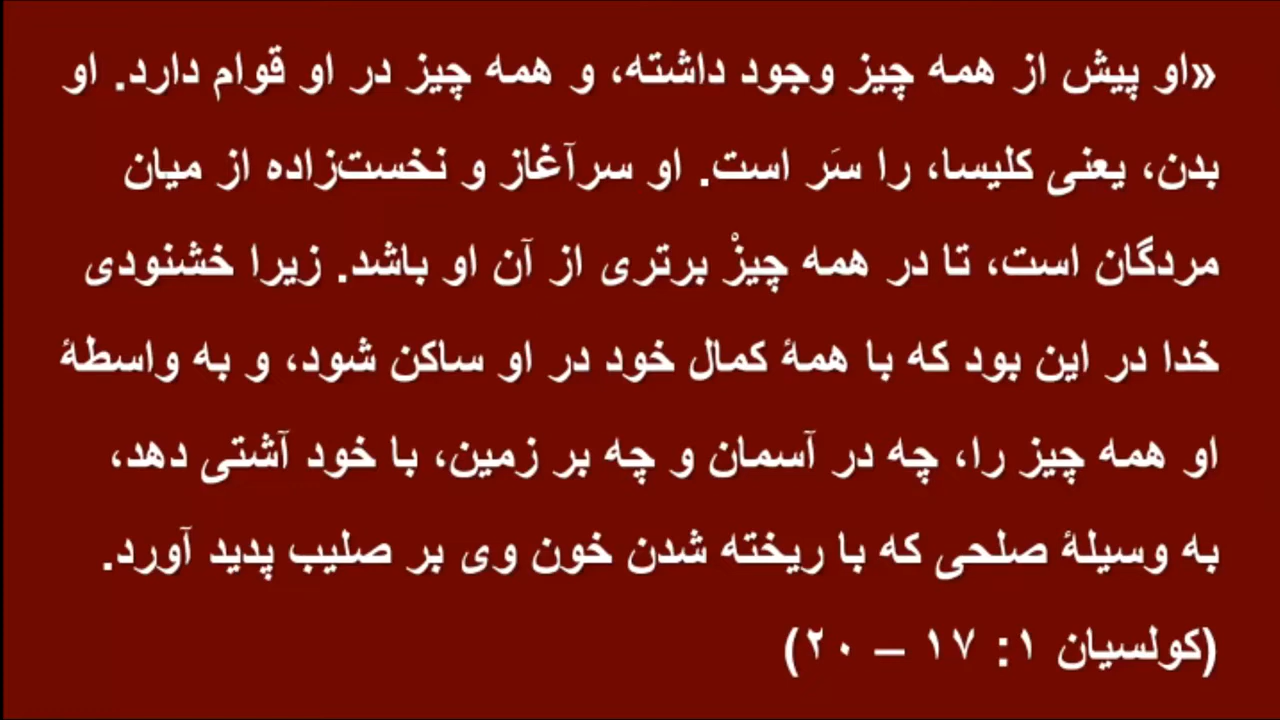 «او پیش از همه چیز وجود داشته، و همه چیز در او قوام دارد. او
بدن، یعنی کلیسا، را سَر است. او سرآغاز و نخست‌زاده از میان
مردگان است، تا در همه چیزْ برتری از آن او باشد. زیرا خشنودی
خدا در این بود که با همهٔ کمال خود در او ساکن شود، و به واسطهٔ
او همه چیز را، چه در آسمان و چه بر زمین، با خود آشتی دهد،
به وسیلهٔ صلحی که با ریخته شدن خون وی بر صلیب پدید آورد.
(کولسیان ۱: ۱۷ – ۲۰)